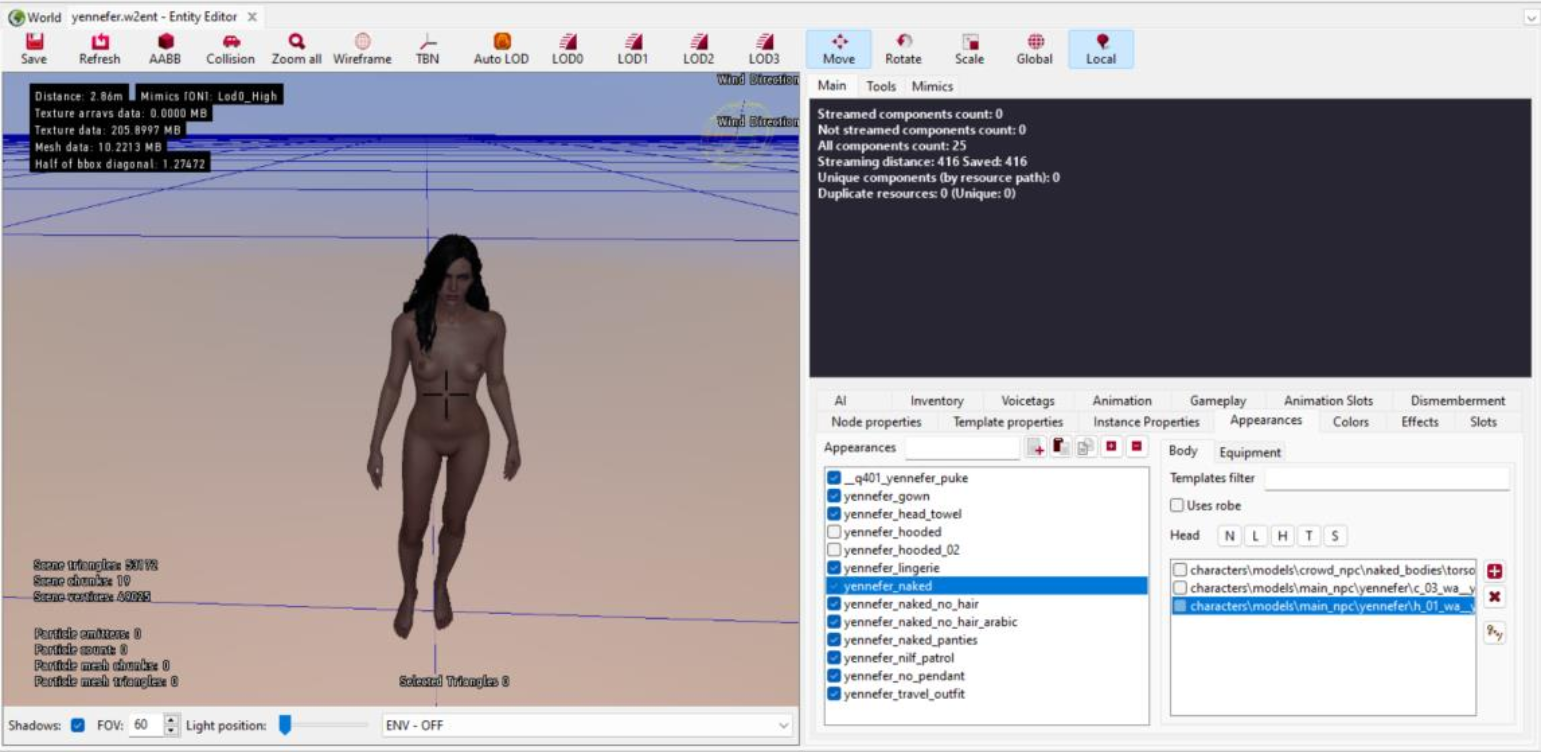 World yennefer.w2ent - Entity Editor X
Save Refresh AABB Collision Zoom all Wireframe TBN Auto LOD LOD0 LOD1 LOD2 LOD3 Move Rotate Scale Global Local
Distance: 2.86m Mimics [ON]: Lod0_High
Texture arrays data: 0.0000 MB
Texture data: 205.8997 MB
Mesh data: 10.2213 MB
Half of bbox diagonal: 1.27472
Wind Direction
Wind Direction
Scene triangles: 58172
Scene chunks: 19
Scene vertices: 40025
Particle emitters: 0
Particle count: 0
Particle mesh chunks: 0
Particle mesh triangles: 0
Selected Triangles 0
Shadows: FOV: 60 Light position: ENV - OFF
Main Tools Mimics
Streamed components count: 0
Not streamed components count: 0
All components count: 25
Streaming distance: 416 Saved: 416
Unique components (by resource path): 0
Duplicate resources: 0 (Unique: 0)
AI Inventory Voicetags Animation Gameplay Animation Slots Dismemberment
Node properties Template properties Instance Properties Appearances Colors Effects Slots
Appearances
__q401_yennefer_puke
yennefer_gown
yennefer_head_towel
yennefer_hooded
yennefer_hooded_02
yennefer_lingerie
yennefer_naked
yennefer_naked_no_hair
yennefer_naked_no_hair_arabic
yennefer_naked_panties
yennefer_nilf_patrol
yennefer_no_pendant
yennefer_travel_outfit
Body Equipment
Templates filter
Uses robe
Head N L H T S
characters\models\crowd_npc\naked_bodies\torso
characters\models\main_npc\yennefer\c_03_wa__y
characters\models\main_npc\yennefer\h_01_wa__y